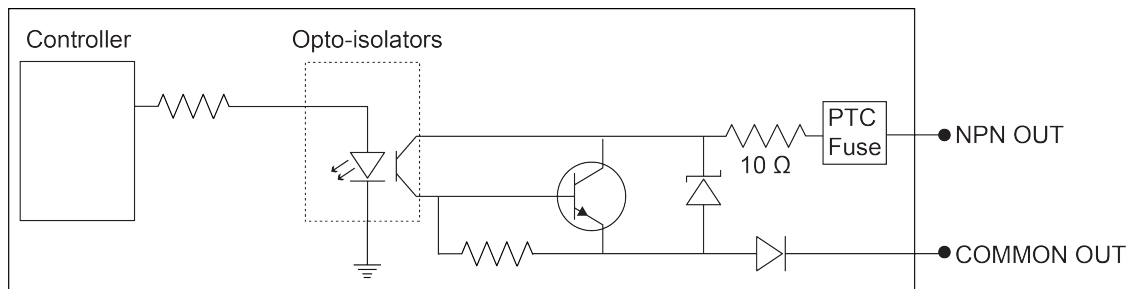 Controller
Opto-isolators
PTC
Fuse
NPN OUT
10 Ω
COMMON OUT